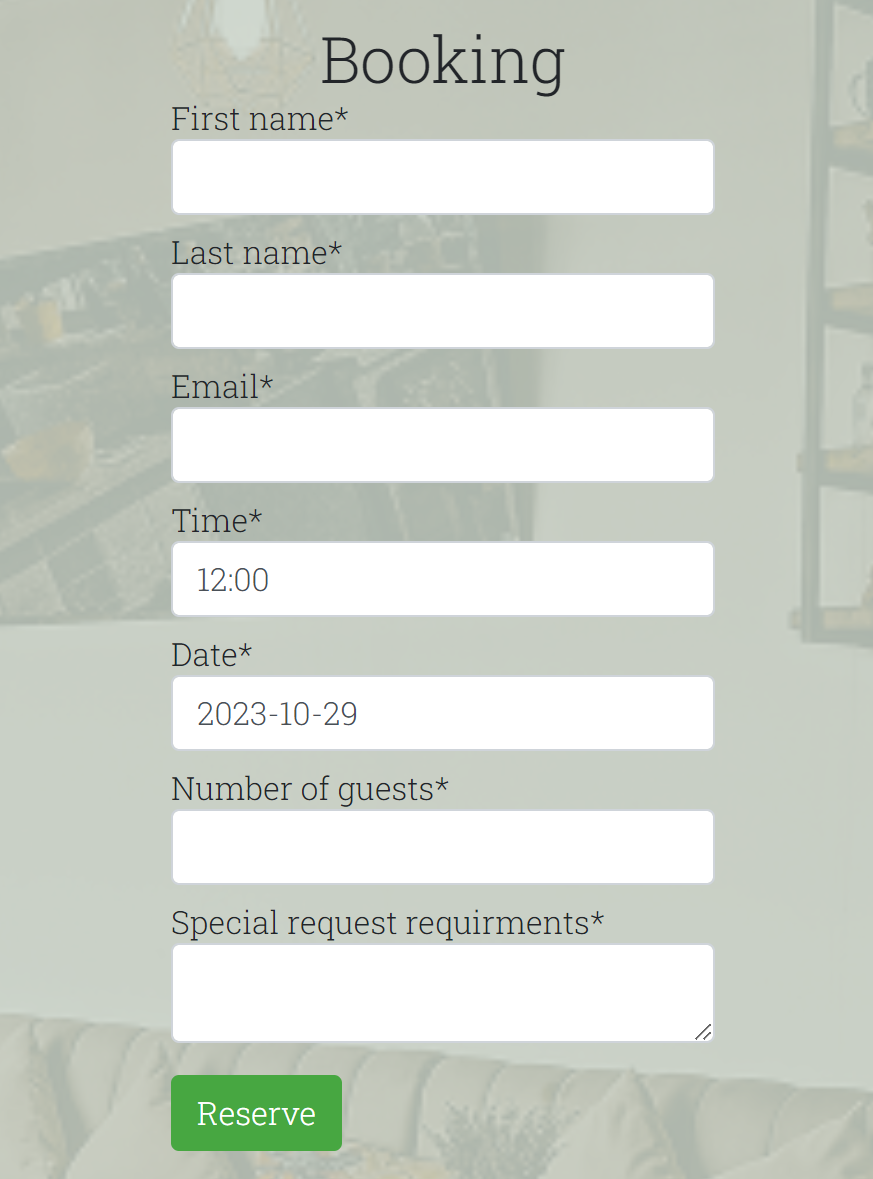 Booking
First name*
Last name*
Email*
Time*
12:00
Date*
2023-10-29
Number of guests*
Special request requirments*
Reserve